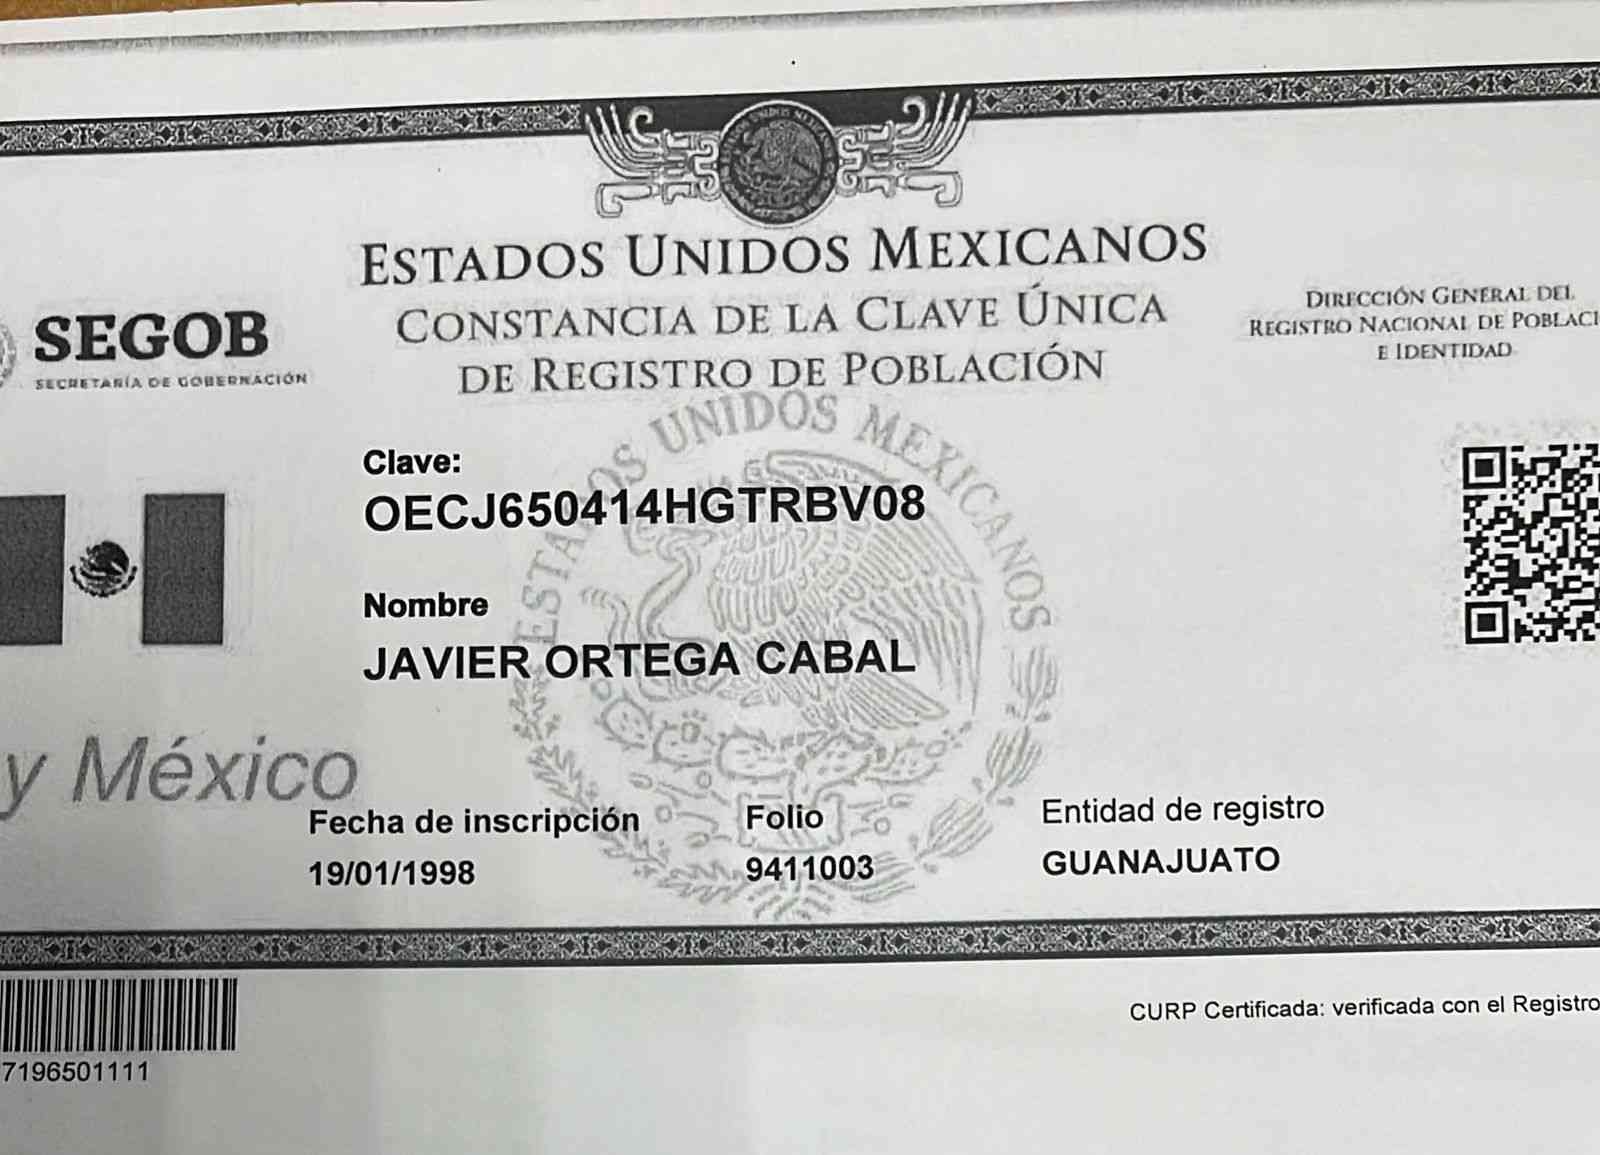 ESTADOS UNIDOS MEXICANOS
CONSTANCIA DE LA CLAVE ÚNICA
DE REGISTRO DE POBLACIÓN
SEGOB
SECRETARÍA DE GOBERNACIÓN
DIRECCIÓN GENERAL DEL
REGISTRO NACIONAL DE POBLACI
E IDENTIDAD
ESTADOS UNIDOS MEXICANOS
Clave:
OECJ650414HGTRBV08
Nombre
JAVIER ORTEGA CABAL
y México
Fecha de inscripción
19/01/1998
Folio
9411003
Entidad de registro
GUANAJUATO
7196501111
CURP Certificada: verificada con el Registro